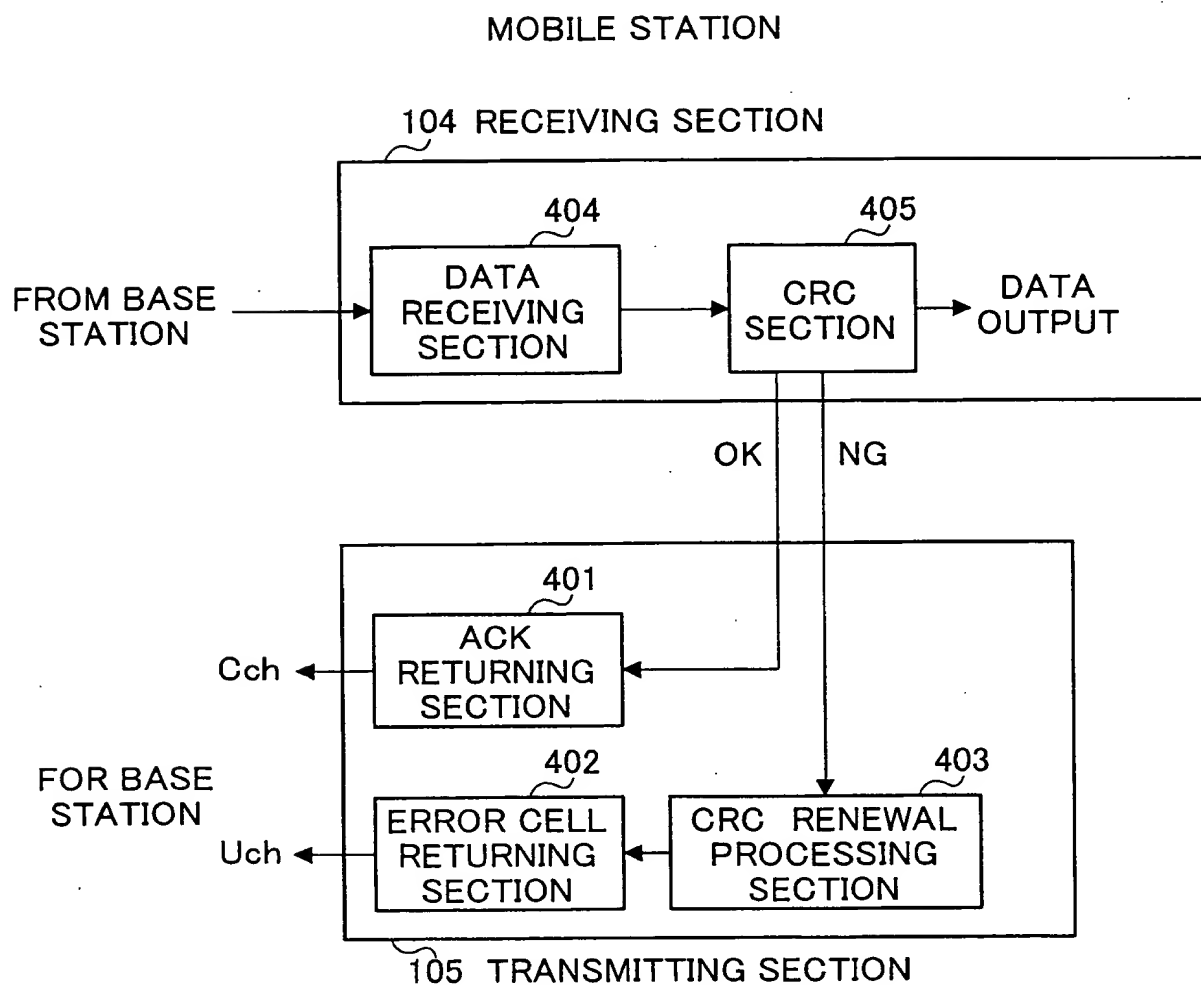 MOBILE STATION
104 RECEIVING SECTION
404
405
FROM BASE
STATION
DATA
RECEIVING
SECTION
CRC
SECTION
DATA
OUTPUT
OK
NG
401
ACK
RETURNING
SECTION
Cch
FOR BASE
STATION
402
403
ERROR CELL
RETURNING
SECTION
CRC RENEWAL
PROCESSING
SECTION
Uch
105 TRANSMITTING SECTION